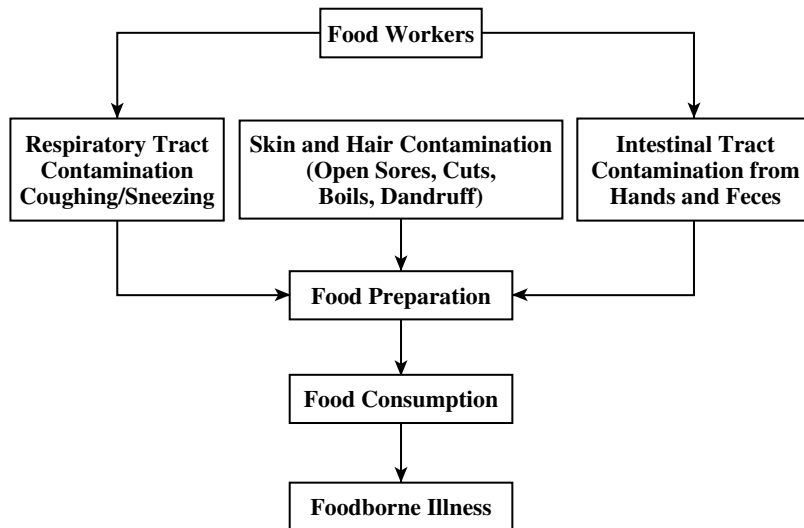 Food Workers
Respiratory Tract
Contamination
Coughing/Sneezing
Skin and Hair Contamination
(Open Sores, Cuts,
Boils, Dandruff)
Intestinal Tract
Contamination from
Hands and Feces
Food Preparation
Food Consumption
Foodborne Illness